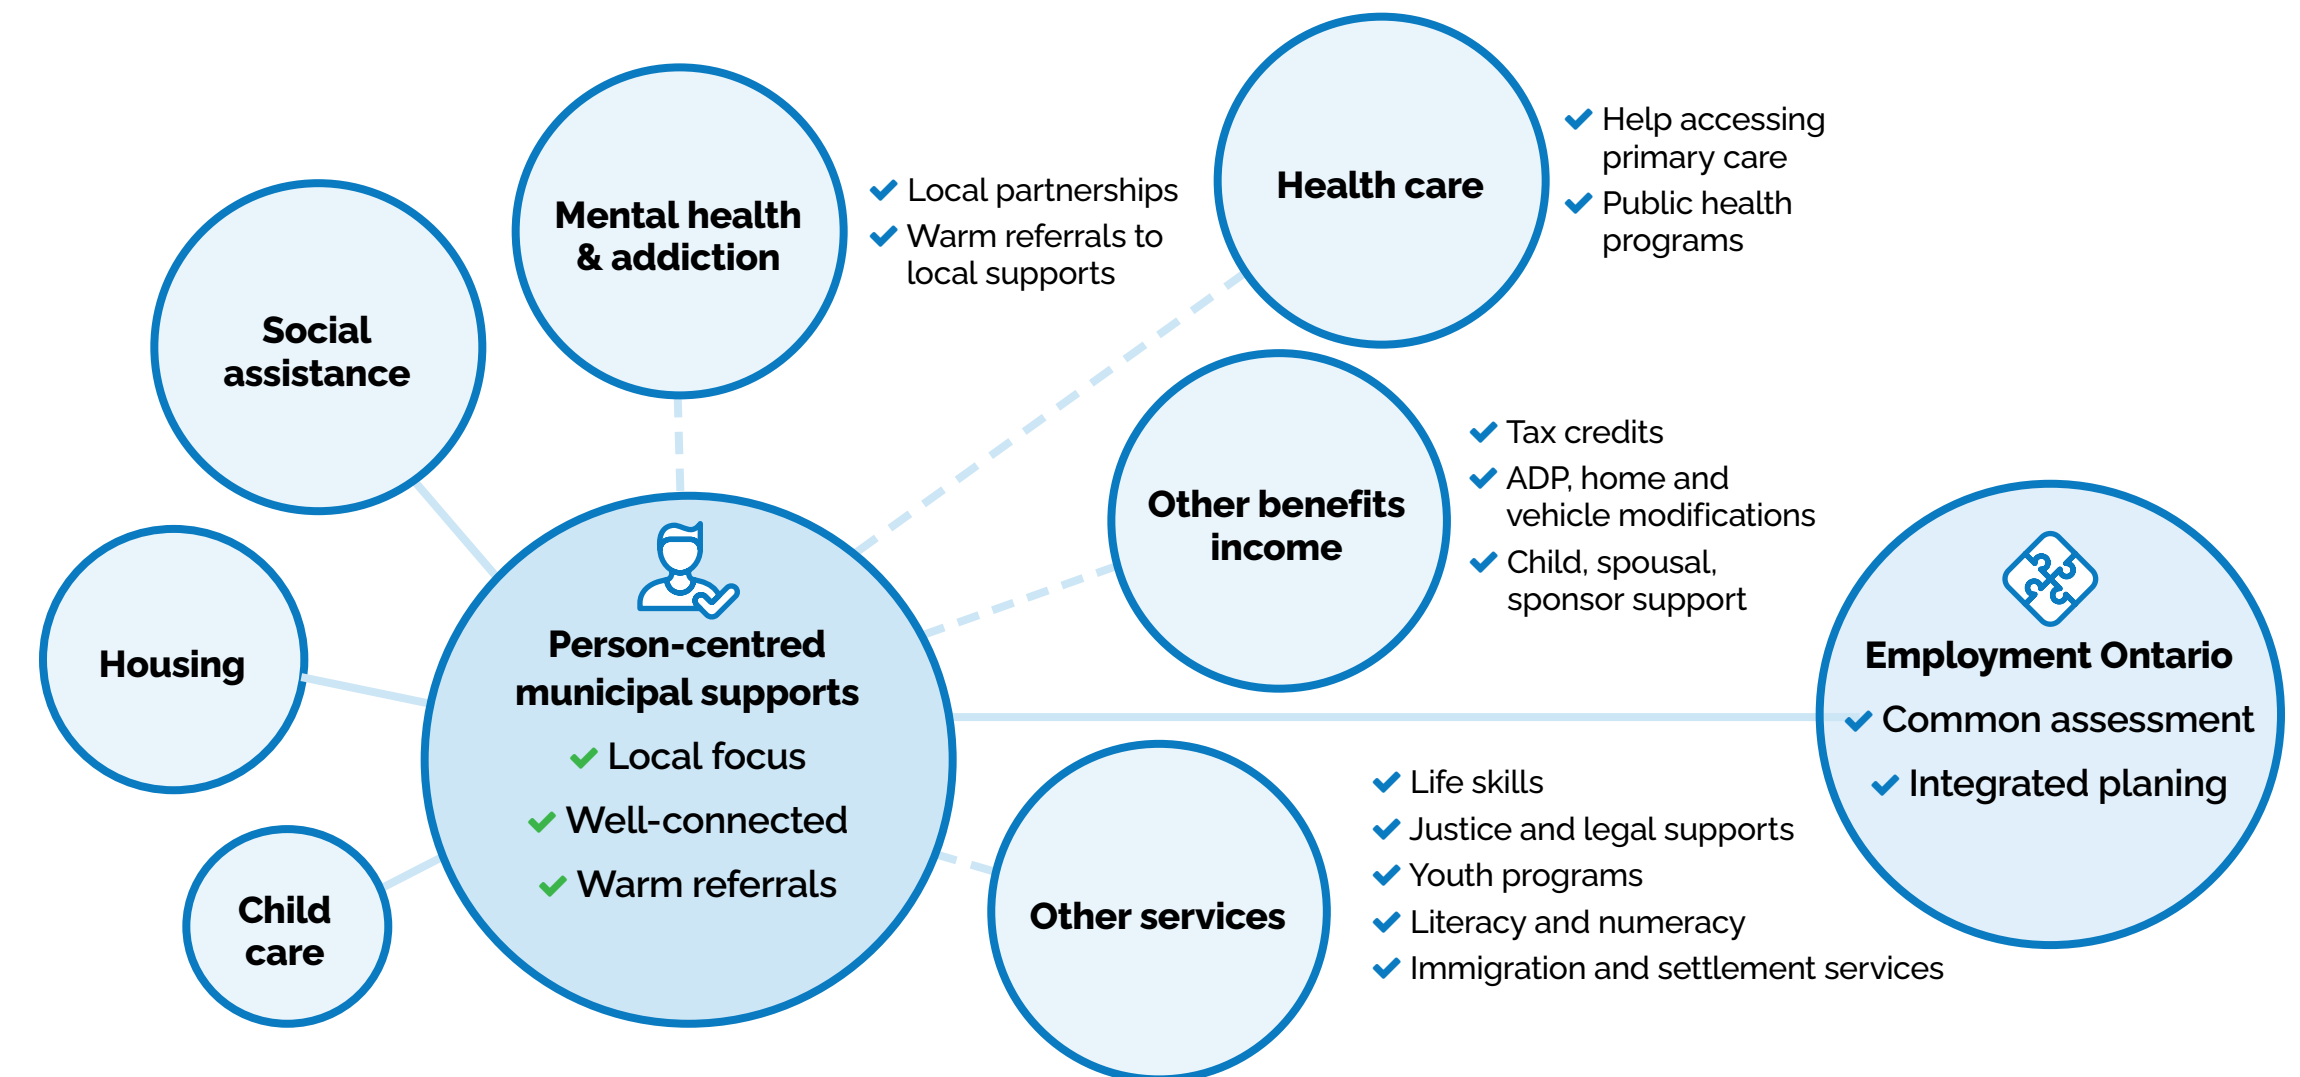 Social
assistance
Mental health
& addiction
Local partnerships
Warm referrals to
local supports
Health care
Help accessing
primary care
Public health
programs
Housing
Child
care
Person-centred
municipal supports
Local focus
Well-connected
Warm referrals
Other benefits
income
Tax credits
ADP, home and
vehicle modifications
Child, spousal,
sponsor support
Employment Ontario
Common assessment
Integrated planing
Other services
Life skills
Justice and legal supports
Youth programs
Literacy and numeracy
Immigration and settlement services